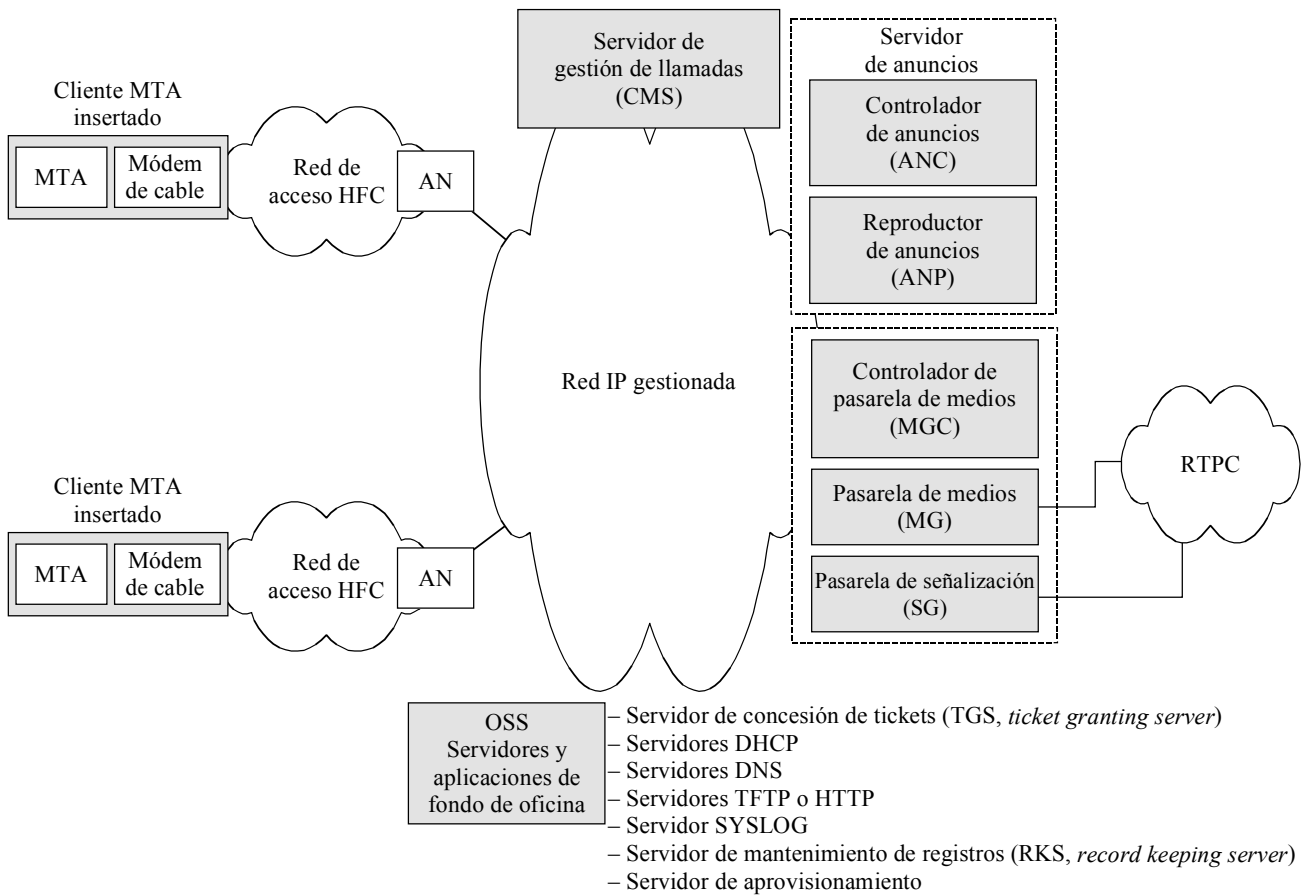 Servidor de
gestión de llamadas
(CMS)
Servidor
de anuncios
Controlador
de anuncios
(ANC)
Reproductor
de anuncios
(ANP)
Cliente MTA
insertado
MTA
Módem
de cable
Red de
acceso HFC
AN
Red IP gestionada
Controlador de
pasarela de medios
(MGC)
Pasarela de medios
(MG)
Pasarela de señalización
(SG)
RTPC
Cliente MTA
insertado
MTA
Módem
de cable
Red de
acceso HFC
AN
OSS
Servidores y
aplicaciones de
fondo de oficina
– Servidor de concesión de tickets (TGS, ticket granting server)
– Servidores DHCP
– Servidores DNS
– Servidores TFTP o HTTP
– Servidor SYSLOG
– Servidor de mantenimiento de registros (RKS, record keeping server)
– Servidor de aprovisionamiento